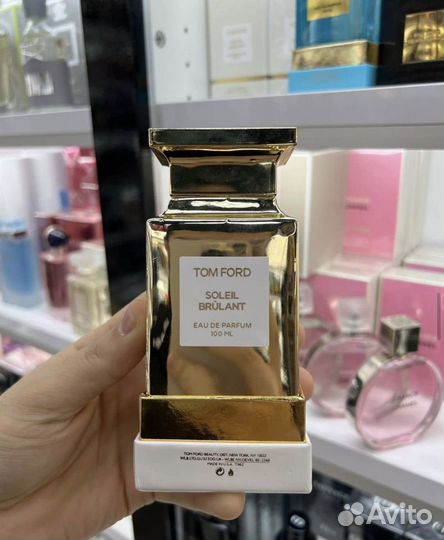 TOM FORD
SOLEIL
BRÛLANT
EAU DE PARFUM
100 ML
TOM FORD BEAUTY, DIST. NEW YORK, NY 10022
MADE IN U.S.A.
Avito